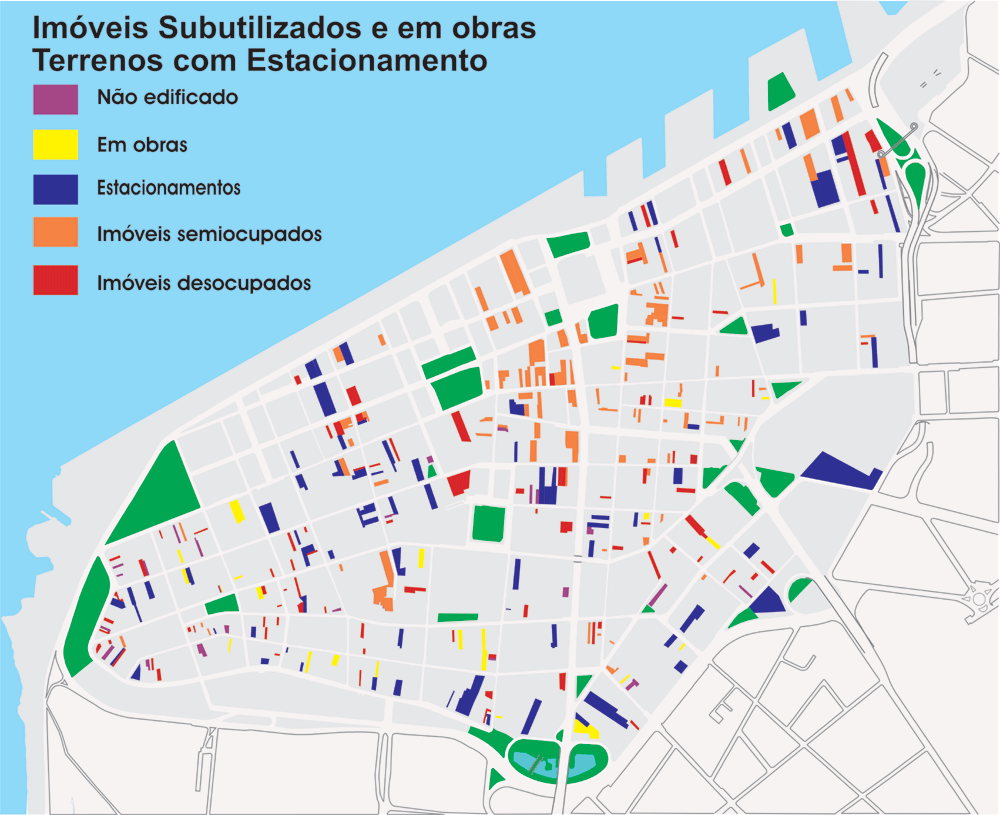 Imóveis Subutilizados e em obras
Terrenos com Estacionamento
Não edificado
Em obras
Estacionamentos
Imóveis semiocupados
Imóveis desocupados